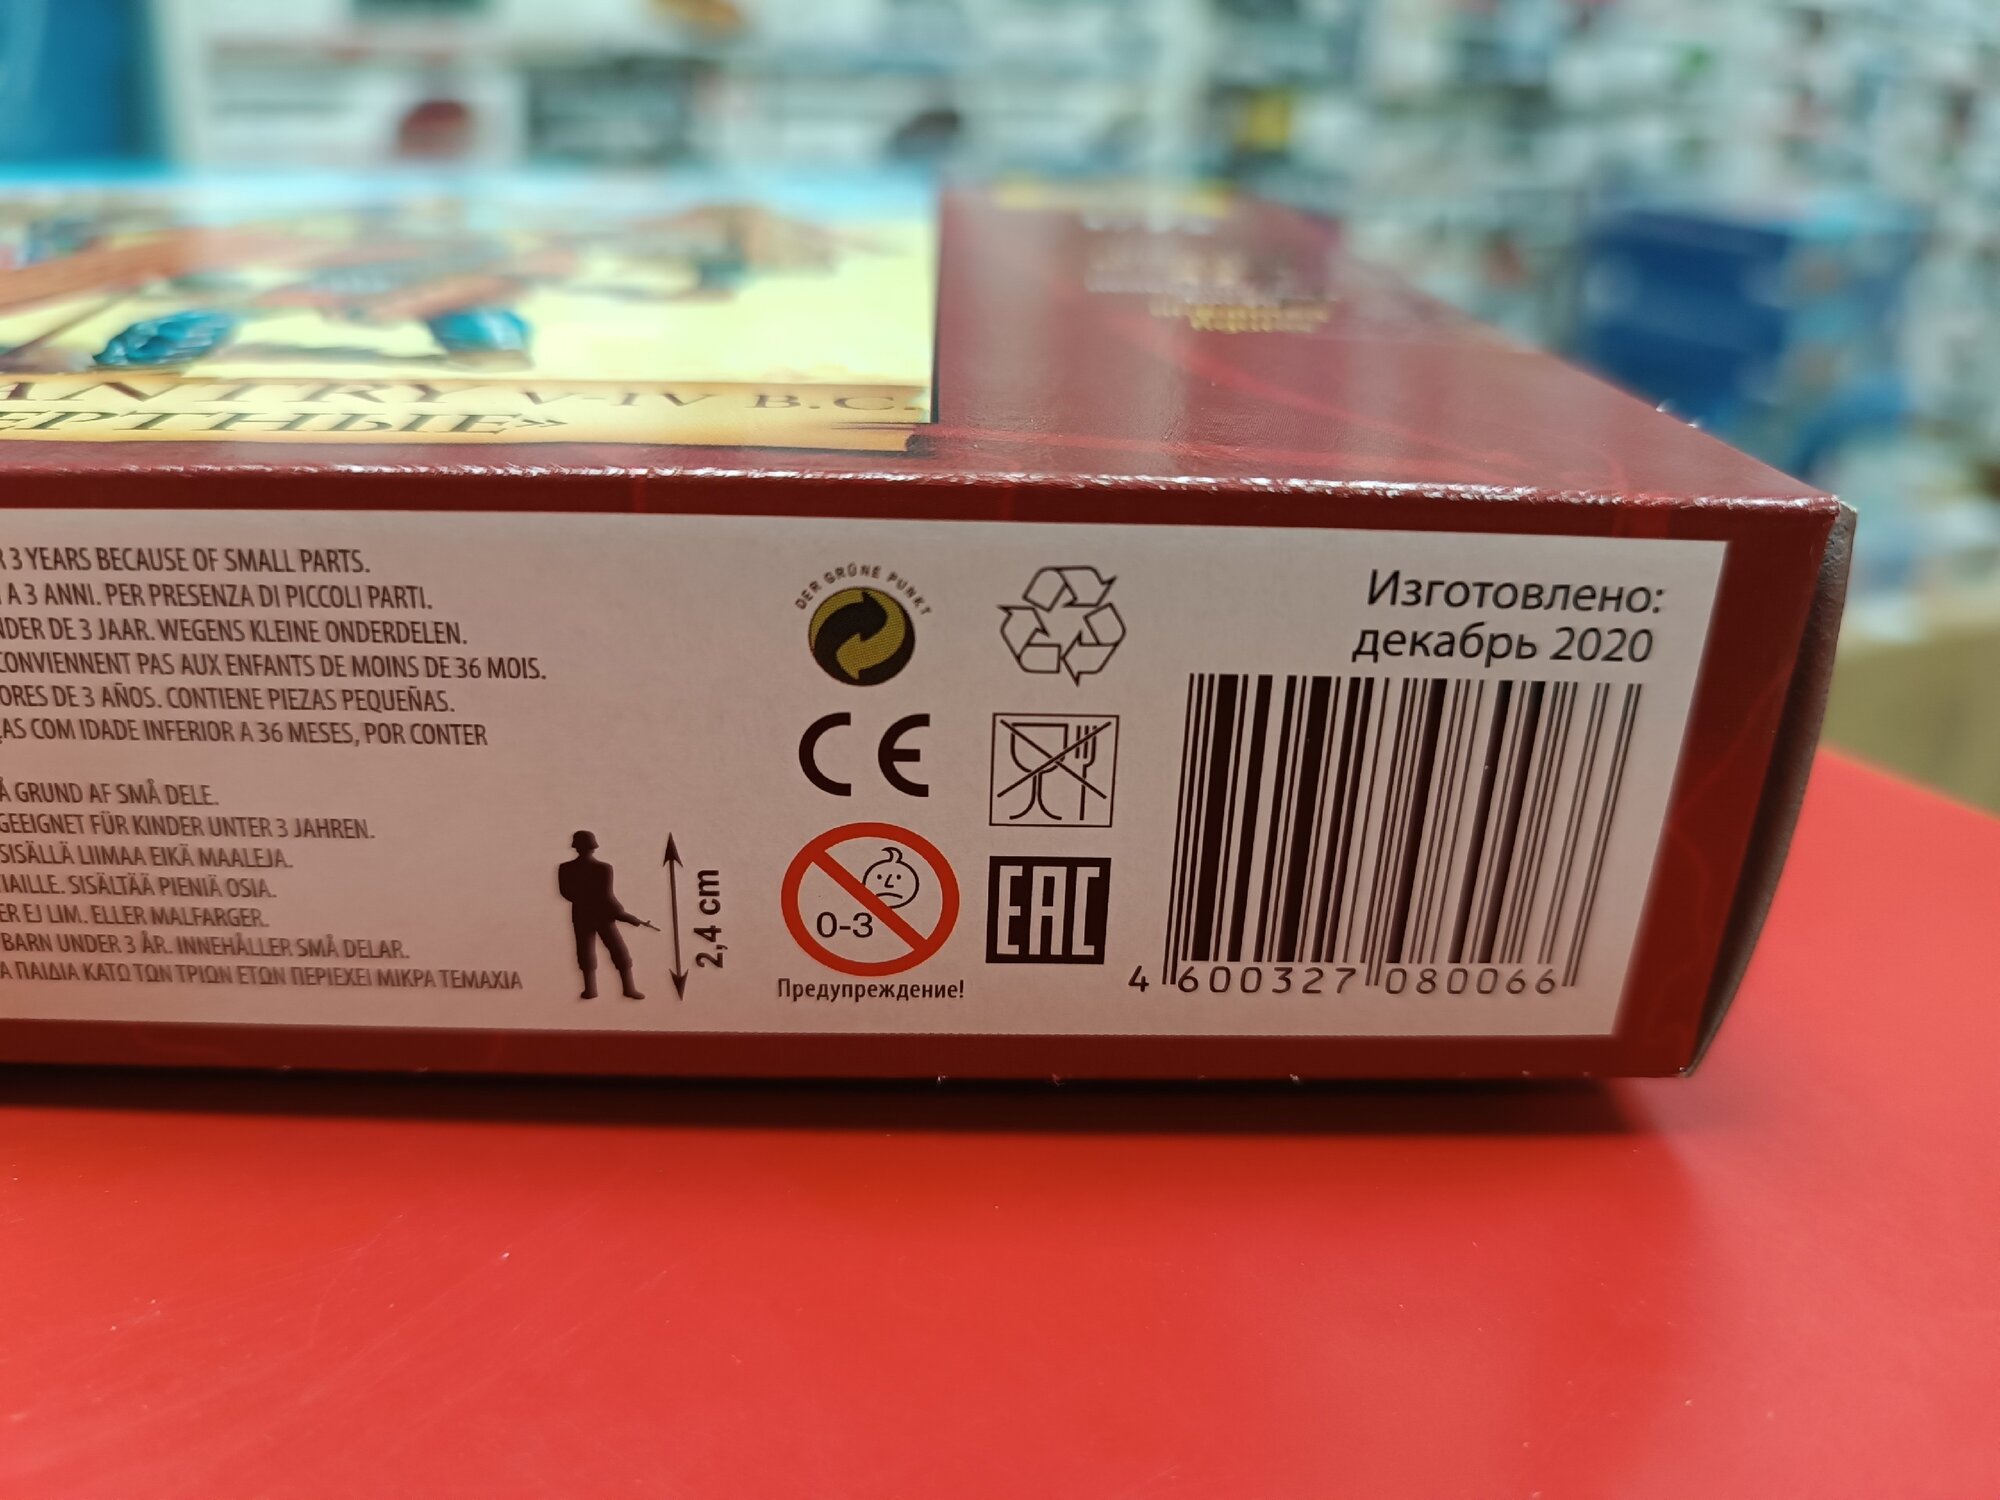 ANTRY V-IV B.C.
ЕРТНЫЕ»
R 3 YEARS BECAUSE OF SMALL PARTS.
I A 3 ANNI. PER PRESENZA DI PICCOLI PARTI.
NDER DE 3 JAAR. WEGENS KLEINE ONDERDELEN.
CONVIENNENT PAS AUX ENFANTS DE MOINS DE 36 MOIS.
ORES DE 3 AÑOS. CONTIENE PIEZAS PEQUEÑAS.
ÇAS COM IDADE INFERIOR A 36 MESES, POR CONTER
Å GRUND AF SMÅ DELE.
GEEIGNET FÜR KINDER UNTER 3 JAHREN.
SISÄLLÄ LIIMAA EIKÄ MAALEJA.
IAILLE. SISÄLTÄÄ PIENIÄ OSIA.
ER EJ LIM. ELLER MALFARGER.
BARN UNDER 3 ÅR. INNEHÅLLER SMÅ DELAR.
Α ΠΑΙΔΙΑ ΚΑΤΩ ΤΩΝ ΤΡΙΩΝ ΕΤΩΝ ΠΕΡΙΕΧΕΙ ΜΙΚΡΑ ΤΕΜΑΧΙΑ
2,4 cm
DER GRÜNE PUNKT
CE
0-3
Предупреждение!
EAC
Изготовлено:
декабрь 2020
4 600327 080066